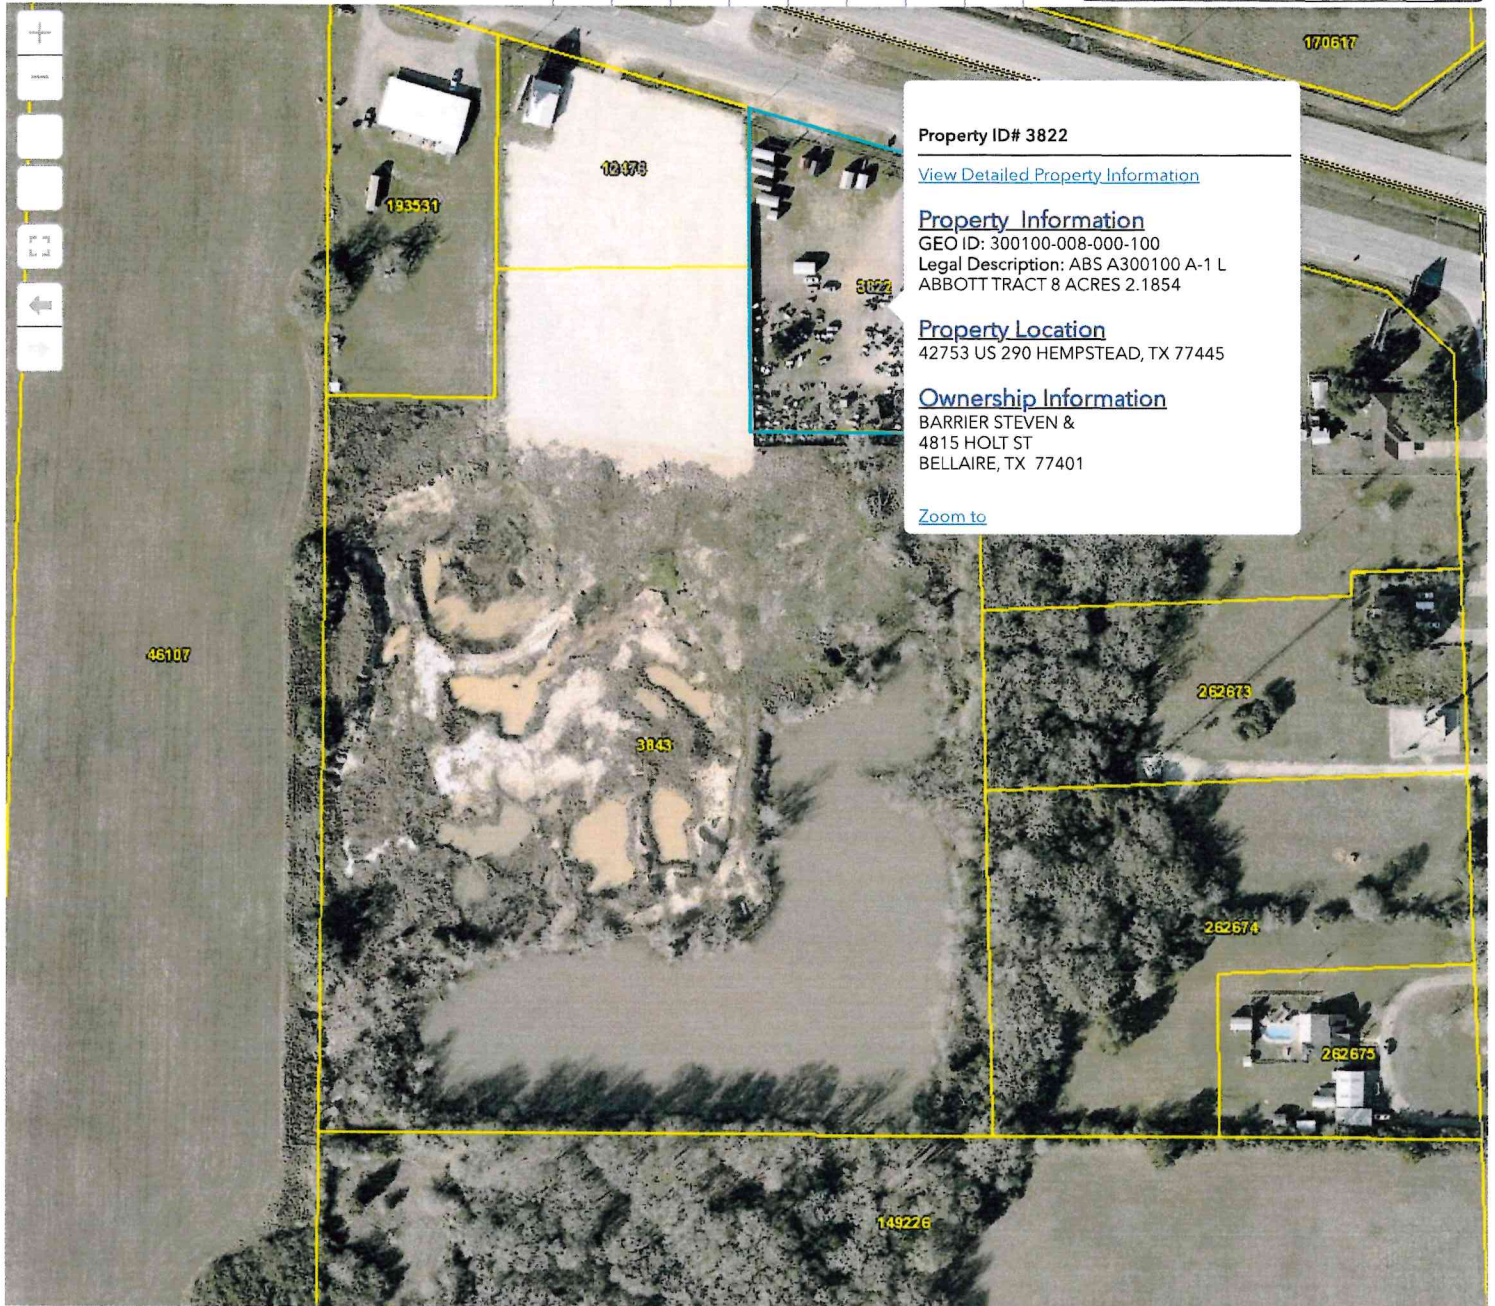 170617
Property ID# 3822
12476
View Detailed Property Information
193531
Property Information
GEO ID: 300100-008-000-100
Legal Description: ABS A300100 A-1 L
ABBOTT TRACT 8 ACRES 2.1854
3822
Property Location
42753 US 290 HEMPSTEAD, TX 77445
Ownership Information
BARRIER STEVEN &
4815 HOLT ST
BELLAIRE, TX 77401
Zoom to
46107
262673
3843
262674
262675
149226